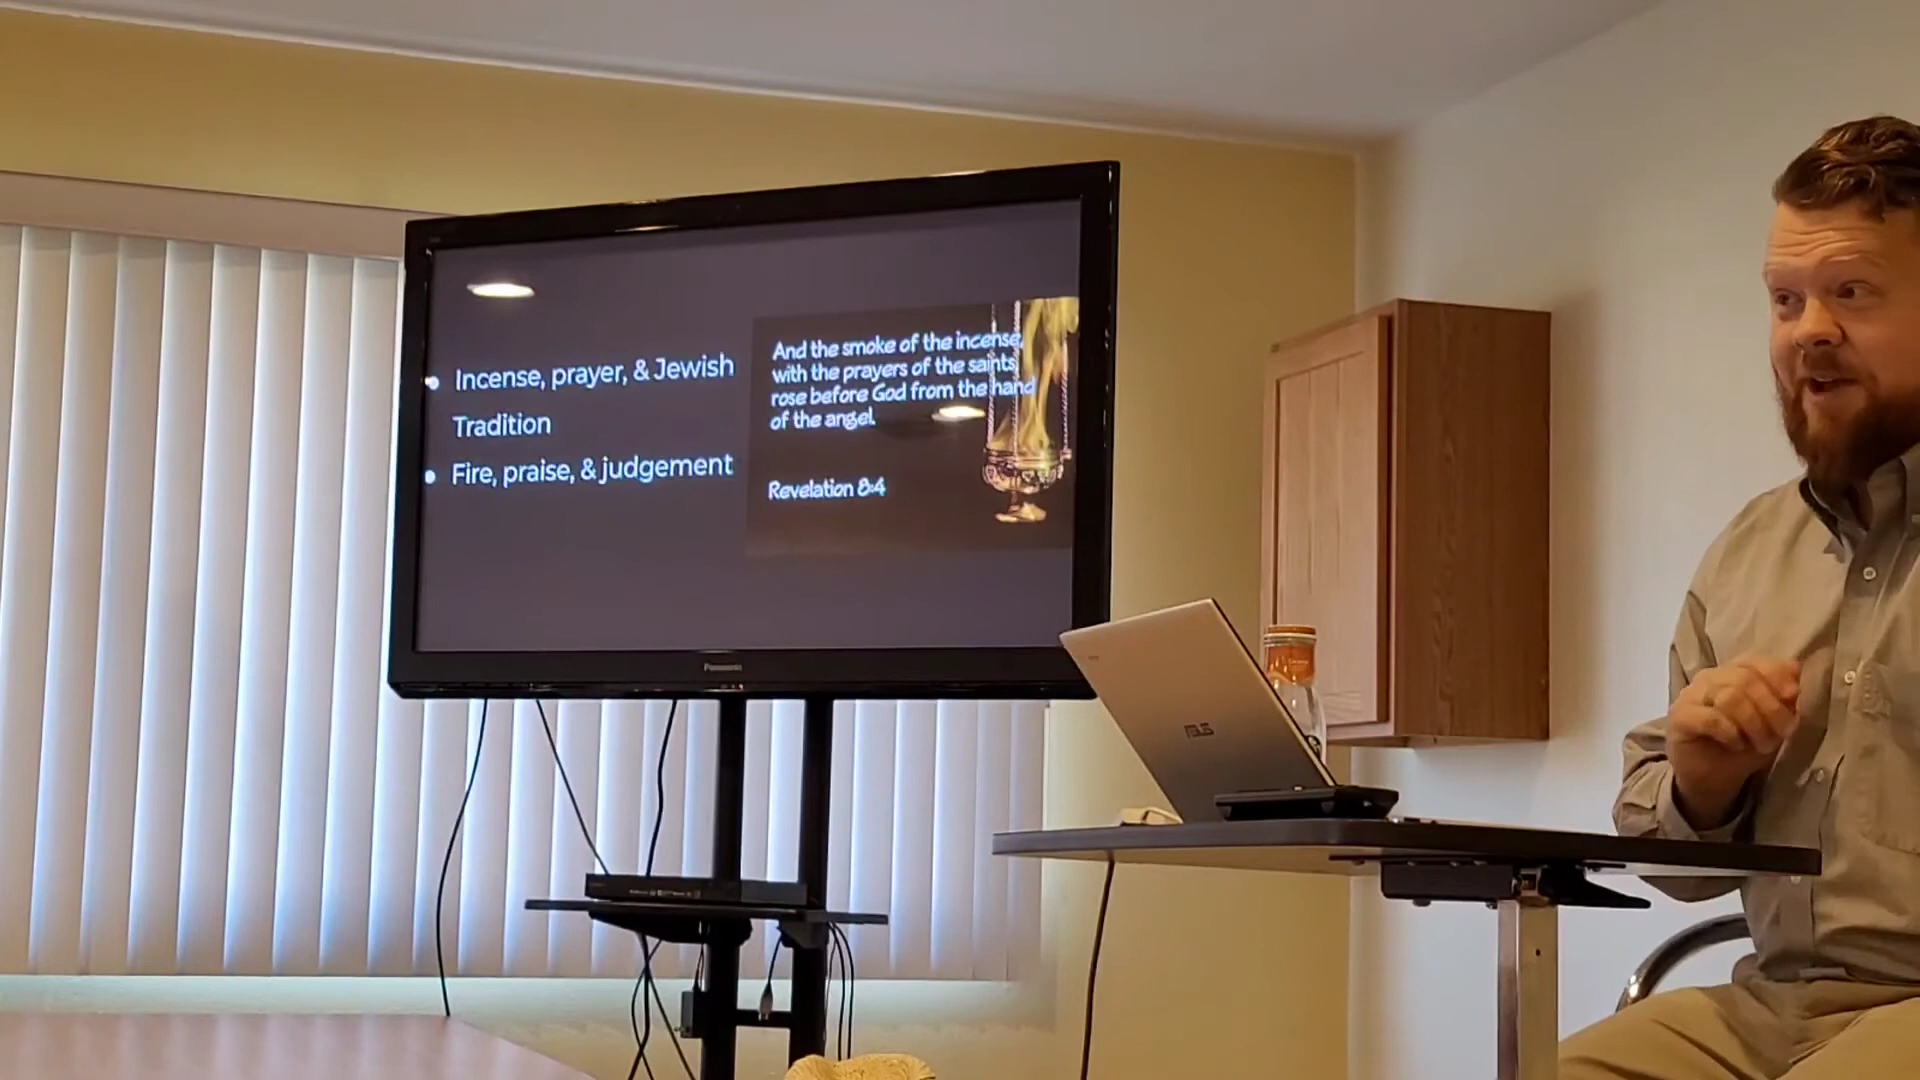 • Incense, prayer, & Jewish
Tradition
• Fire, praise, & judgement
And the smoke of the incense,
with the prayers of the saints,
rose before God from the hand
of the angel.
Revelation 8:4
Panasonic
ASUS